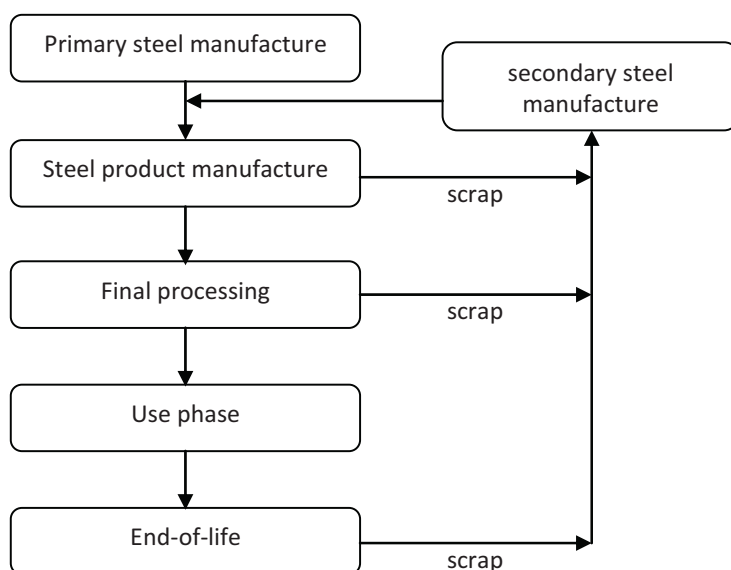 Primary steel manufacture
secondary steel
manufacture
Steel product manufacture
scrap
Final processing
scrap
Use phase
End-of-life
scrap